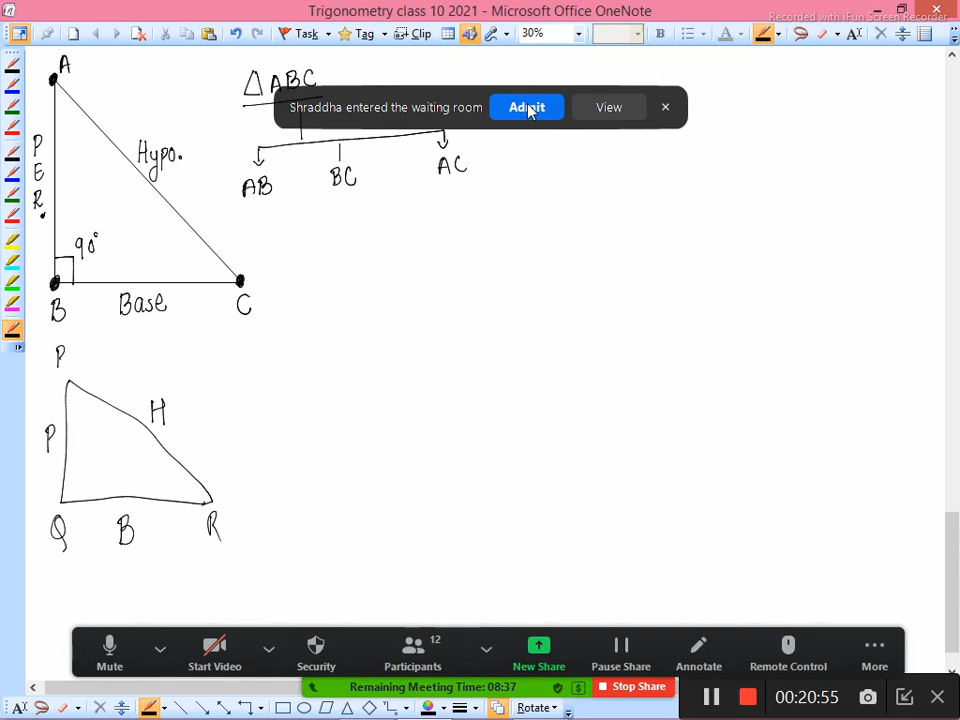 Trigonometry class 10 2021 - Microsoft Office OneNote
Recorded with iFun Screen Recorder
Task
Tag
Clip
30%
B
A
A
△ABC
Shraddha entered the waiting room
Admit
View
Hypo.
P
E
R.
AB
BC
AC
90°
B
Base
C
P
H
P
Q
B
R
12
Mute
Start Video
Security
Participants
New Share
Pause Share
Annotate
Remote Control
More
Remaining Meeting Time: 08:37
Stop Share
Rotate
00:20:55